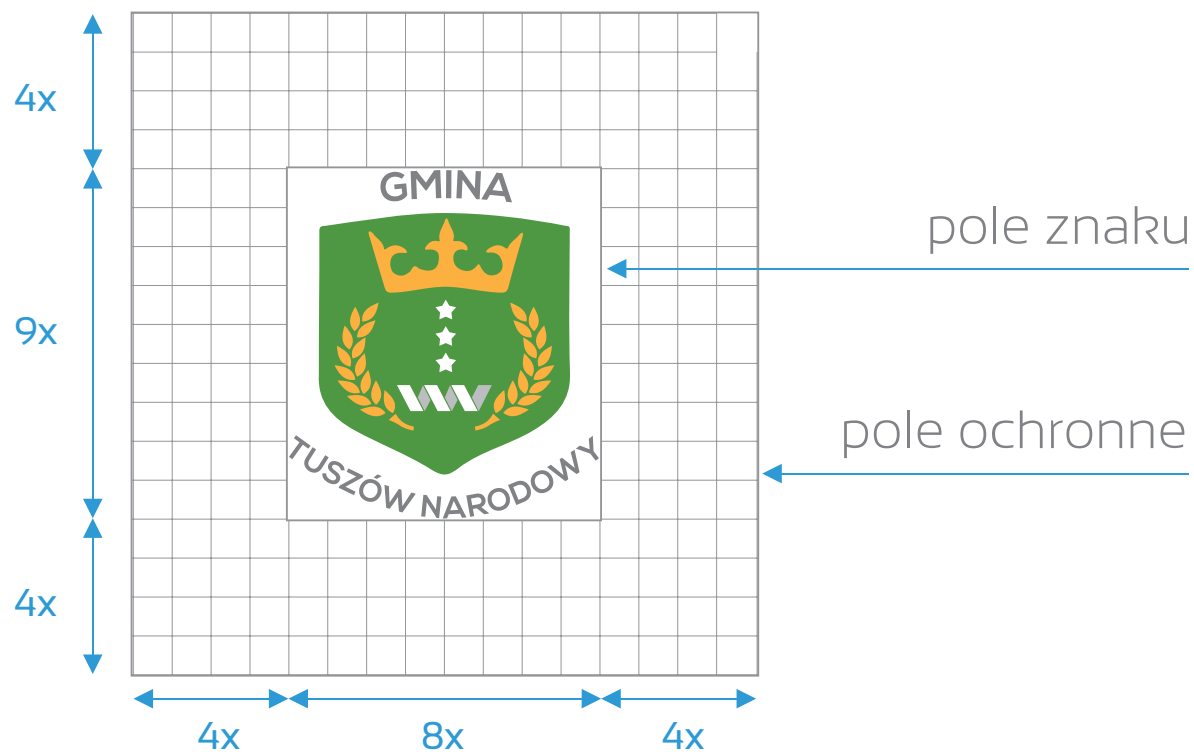 4x
GMINA
pole znaku
9x
pole ochronne
TUSZÓW NARODOWY
4x
4x
8x
4x